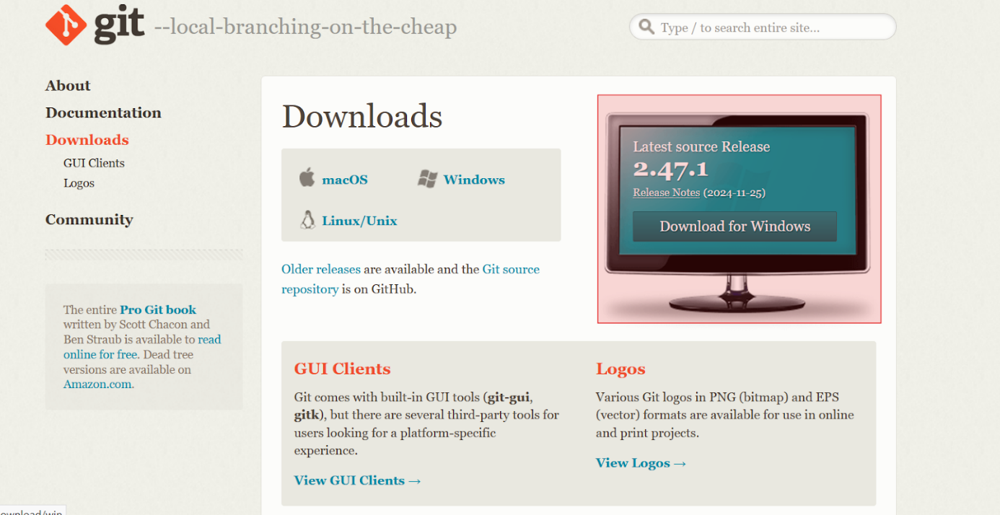 git --local-branching-on-the-cheap
Type / to search entire site...
About
Documentation
Downloads
GUI Clients
Logos
Community
The entire Pro Git book
written by Scott Chacon and
Ben Straub is available to read
online for free. Dead tree
versions are available on
Amazon.com.
Downloads
macOS
Windows
Linux/Unix
Older releases are available and the Git source
repository is on GitHub.
Latest source Release
2.47.1
Release Notes (2024-11-25)
Download for Windows
GUI Clients
Git comes with built-in GUI tools (git-gui,
gitk), but there are several third-party tools for
users looking for a platform-specific
experience.
View GUI Clients →
Logos
Various Git logos in PNG (bitmap) and EPS
(vector) formats are available for use in online
and print projects.
View Logos →
ownload/win